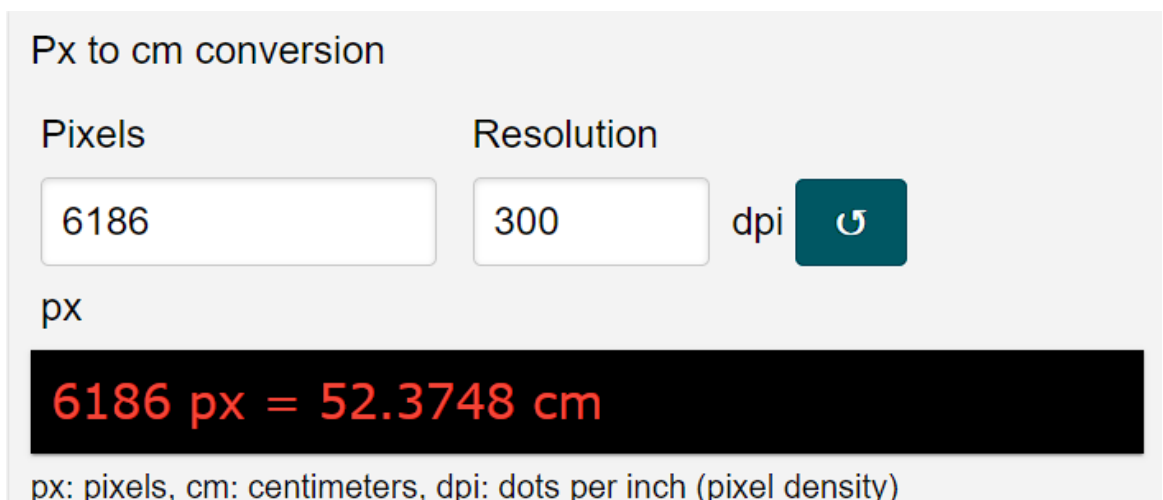 Px to cm conversion
Pixels Resolution
6186 300 dpi ↺
px
6186 px = 52.3748 cm
px: pixels, cm: centimeters, dpi: dots per inch (pixel density)